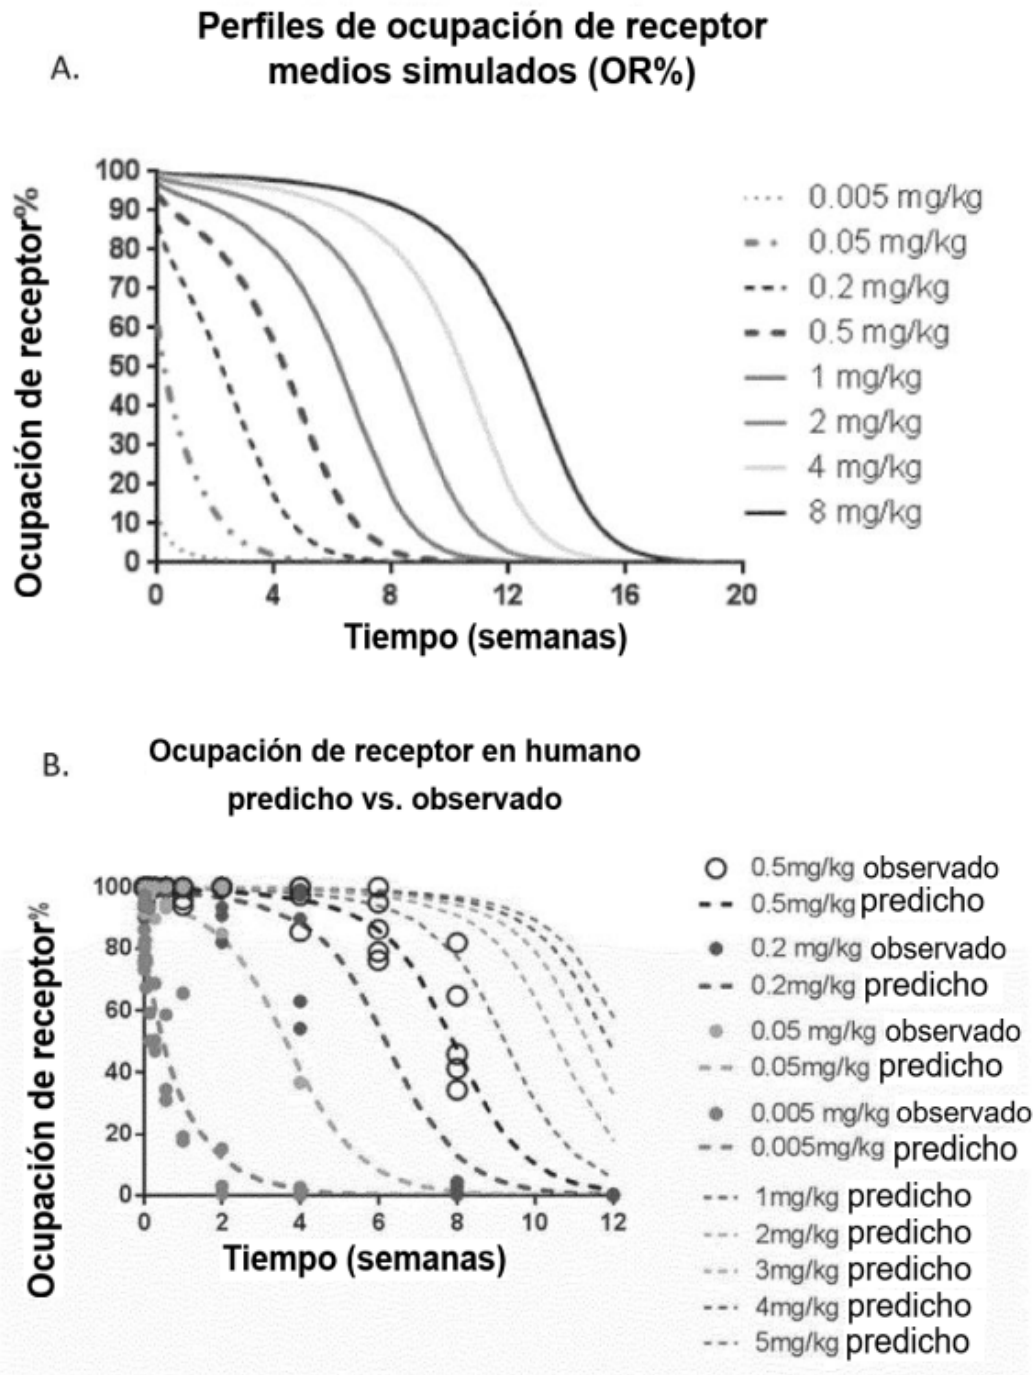 Perfiles de ocupación de receptor
A.
medios simulados (OR%)
Ocupación de receptor%
100
90
80
70
60
50
40
30
20
10
0
0 4 8 12 16 20
Tiempo (semanas)
0.005 mg/kg
0.05 mg/kg
0.2 mg/kg
0.5 mg/kg
1 mg/kg
2 mg/kg
4 mg/kg
8 mg/kg
B.
Ocupación de receptor en humano
predicho vs. observado
Ocupación de receptor%
100
80
60
40
20
0
0 2 4 6 8 10 12
Tiempo (semanas)
0.5mg/kg observado
0.5mg/kg predicho
0.2 mg/kg observado
0.2mg/kg predicho
0.05 mg/kg observado
0.05mg/kg predicho
0.005 mg/kg observado
0.005mg/kg predicho
1mg/kg predicho
2mg/kg predicho
3mg/kg predicho
4mg/kg predicho
5mg/kg predicho